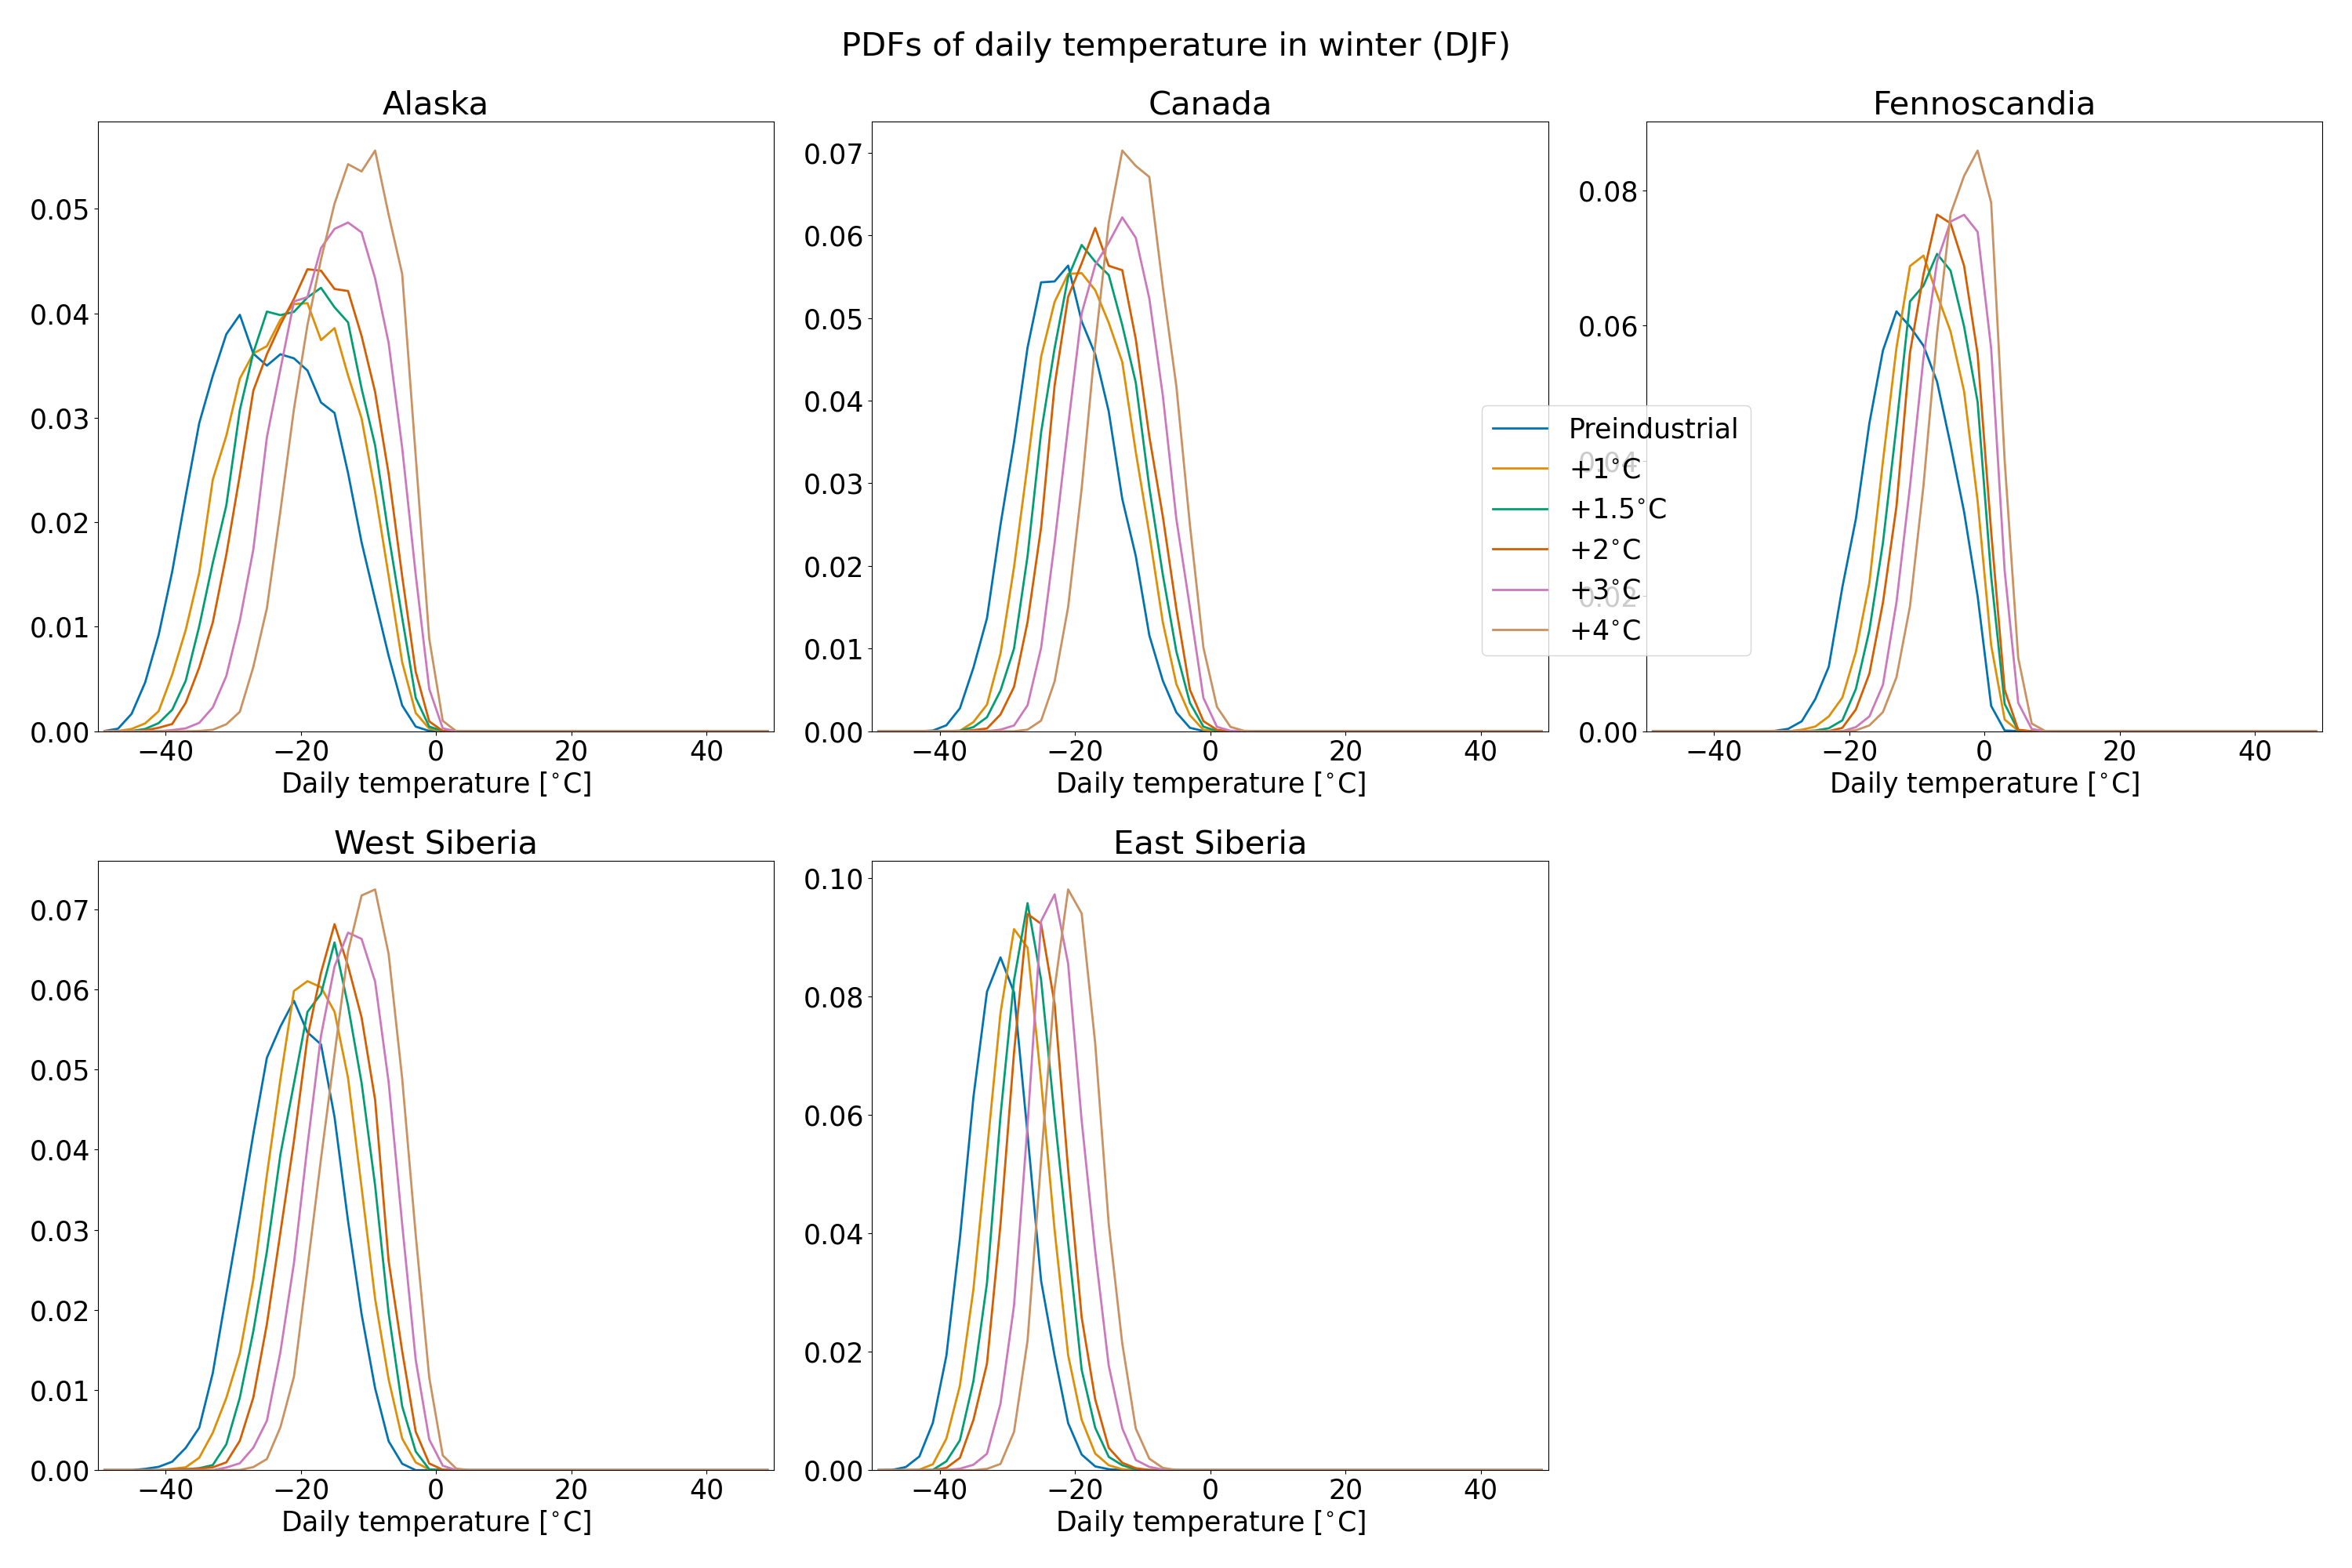 PDFs of daily temperature in winter (DJF)
Alaska
0.05
0.04
0.03
0.02
0.01
0.00
−40 −20 0 20 40
Daily temperature [°C]
Canada
0.07
0.06
0.05
0.04
0.03
0.02
0.01
0.00
−40 −20 0 20 40
Daily temperature [°C]
Fennoscandia
0.08
0.06
0.04
0.02
0.00
−40 −20 0 20 40
Daily temperature [°C]
Preindustrial
+1°C
+1.5°C
+2°C
+3°C
+4°C
West Siberia
0.07
0.06
0.05
0.04
0.03
0.02
0.01
0.00
−40 −20 0 20 40
Daily temperature [°C]
East Siberia
0.10
0.08
0.06
0.04
0.02
0.00
−40 −20 0 20 40
Daily temperature [°C]